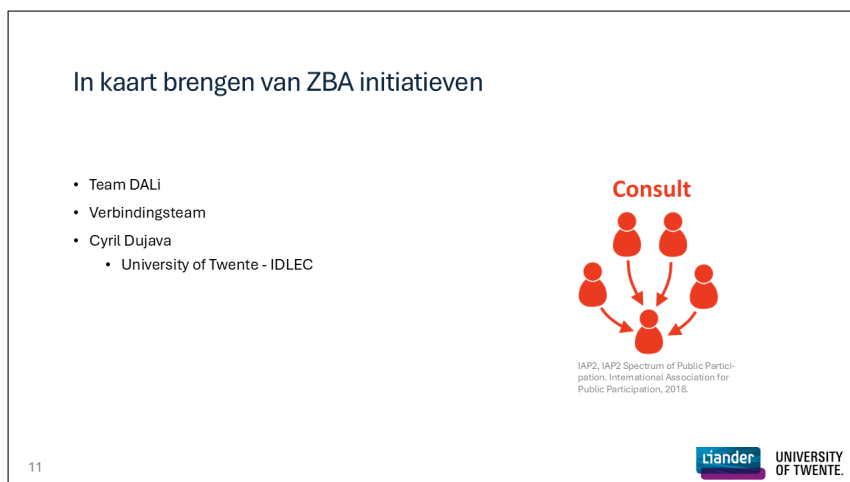 In kaart brengen van ZBA initiatieven
• Team DALi
• Verbindingsteam
• Cyril Dujava
• University of Twente - IDLEC
Consult
IAP2, IAP2 Spectrum of Public Partici-
pation. International Association for
Public Participation, 2018.
11
Liander
UNIVERSITY
OF TWENTE.